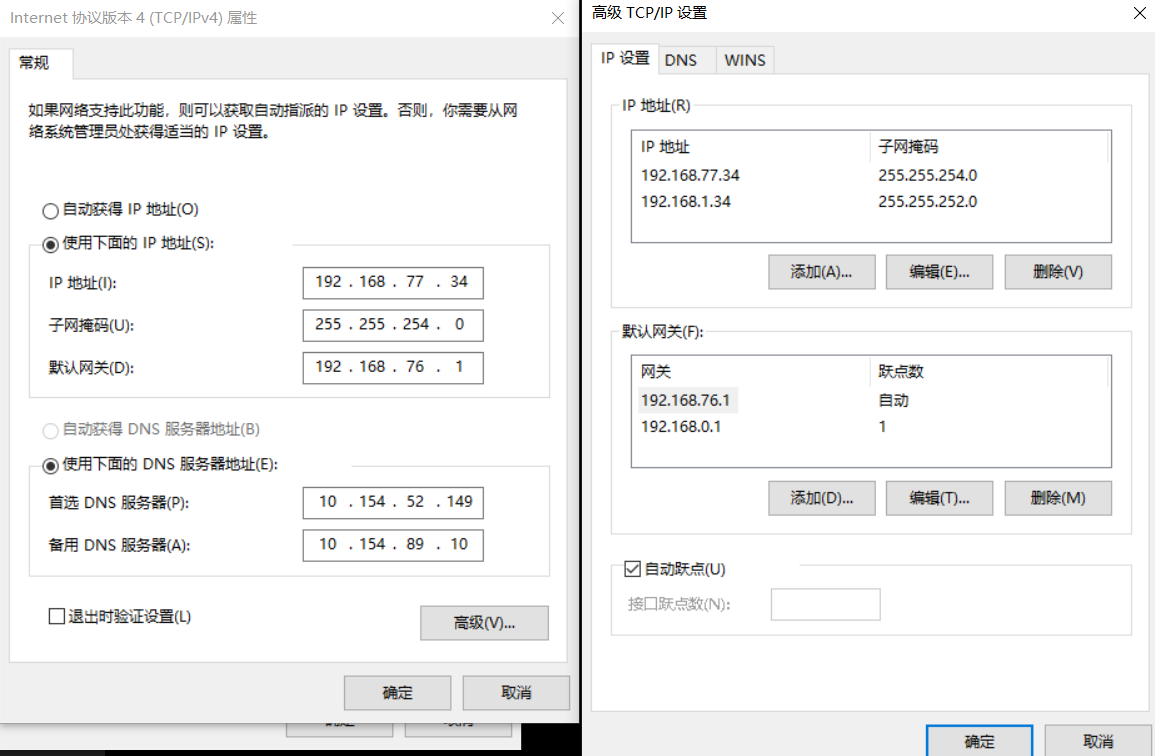 Internet 协议版本 4 (TCP/IPv4) 属性
常规
如果网络支持此功能，则可以获取自动指派的 IP 设置。否则，你需要从网
络系统管理员处获得适当的 IP 设置。
自动获得 IP 地址(O)
使用下面的 IP 地址(S):
IP 地址(I):
192 . 168 . 77 . 34
子网掩码(U):
255 . 255 . 254 . 0
默认网关(D):
192 . 168 . 76 . 1
自动获得 DNS 服务器地址(B)
使用下面的 DNS 服务器地址(E):
首选 DNS 服务器(P):
10 . 154 . 52 . 149
备用 DNS 服务器(A):
10 . 154 . 89 . 10
退出时验证设置(L)
高级(V)...
确定
取消
高级 TCP/IP 设置
IP 设置
DNS
WINS
IP 地址(R)
IP 地址
子网掩码
192.168.77.34
255.255.254.0
192.168.1.34
255.255.252.0
添加(A)...
编辑(E)...
删除(V)
默认网关(F):
网关
跃点数
192.168.76.1
自动
192.168.0.1
1
添加(D)...
编辑(T)...
删除(M)
自动跃点(U)
接口跃点数(N):
确定
取消